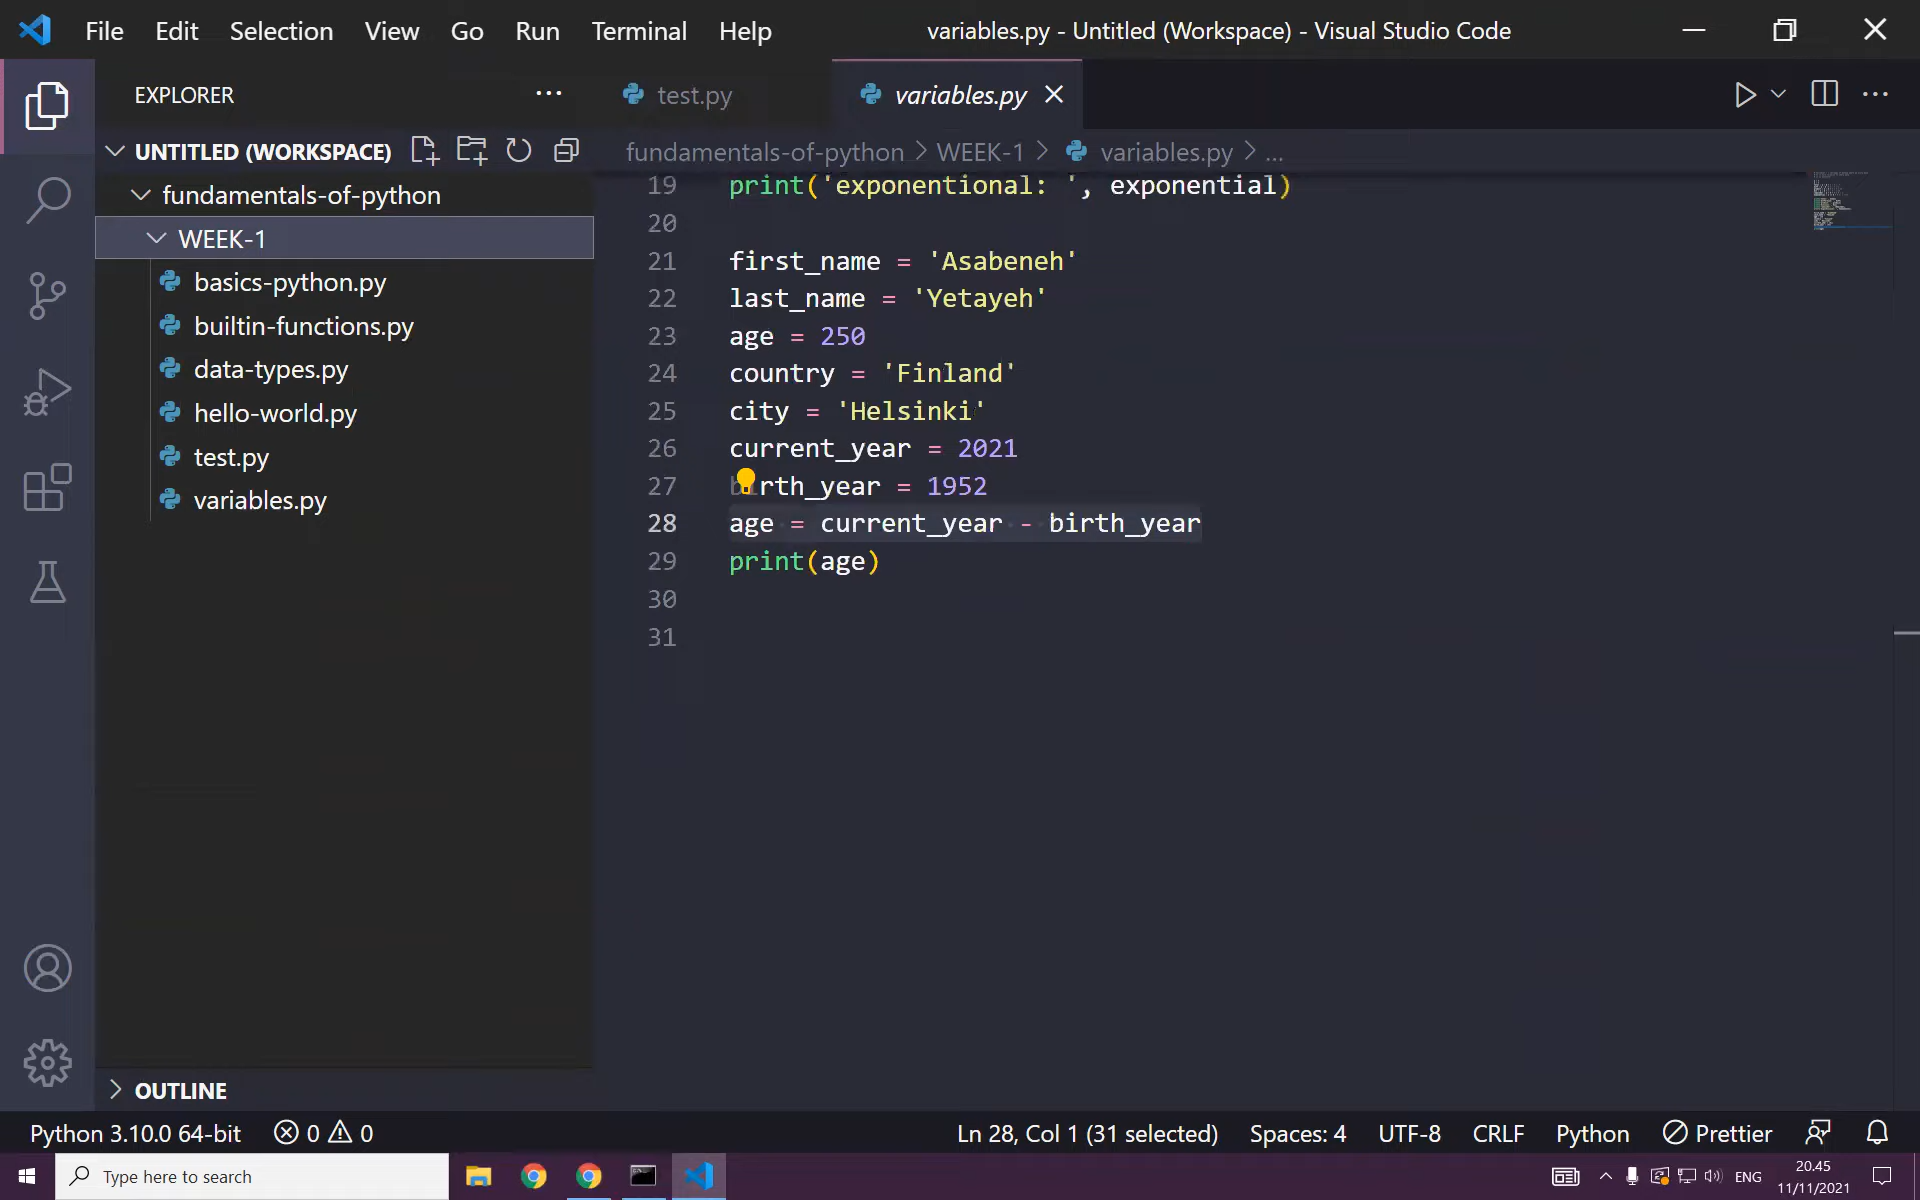 File Edit Selection View Go Run Terminal Help variables.py - Untitled (Workspace) - Visual Studio Code
EXPLORER
test.py variables.py
UNTITLED (WORKSPACE)
fundamentals-of-python > WEEK-1 > variables.py > ...
fundamentals-of-python
WEEK-1
basics-python.py
builtin-functions.py
data-types.py
hello-world.py
test.py
variables.py
19 print('exponentional: ', exponential)
20
21 first_name = 'Asabeneh'
22 last_name = 'Yetayeh'
23 age = 250
24 country = 'Finland'
25 city = 'Helsinki'
26 current_year = 2021
27 birth_year = 1952
28 age = current_year - birth_year
29 print(age)
30
31
OUTLINE
Python 3.10.0 64-bit 0 0 Ln 28, Col 1 (31 selected) Spaces: 4 UTF-8 CRLF Python Prettier
Type here to search ENG 20.45
11/11/2021